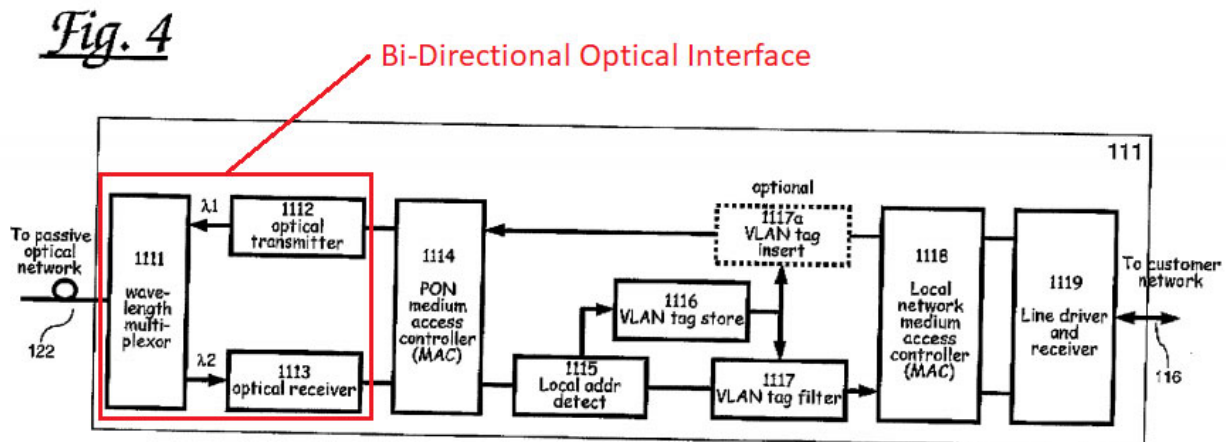 Fig. 4
Bi-Directional Optical Interface
111
optional
λ1
1112
optical
transmitter
1117a
VLAN tag
insert
To passive
optical
network
122
1111
wave-
length
multi-
plexor
1114
PON
medium
access
controller
(MAC)
1116
VLAN tag store
1118
Local
network
medium
access
controller
(MAC)
1119
Line driver
and
receiver
To customer
network
116
λ2
1113
optical receiver
1115
Local addr
detect
1117
VLAN tag filter